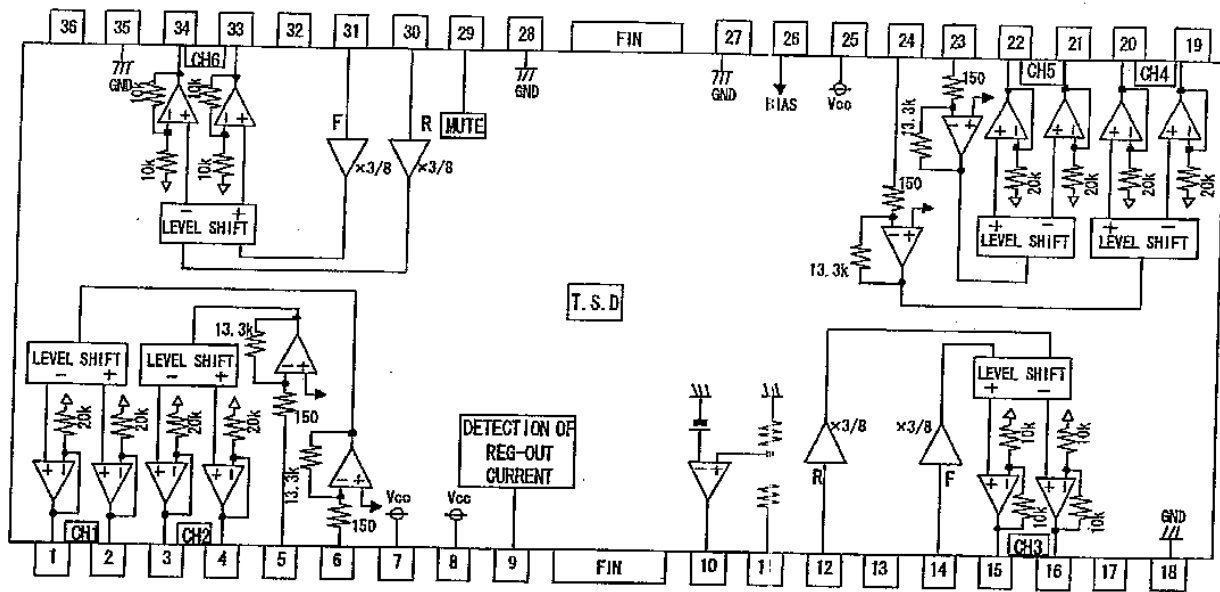 36 35 34 33 32 31 30 29 28 FIN 27 26 25 24 23 22 21 20 19
CH6 CH5 CH4
GND GND GND BIAS Vcc
10k 10k F R MUTE 150
13.3k
×3/8 ×3/8
10k 10k 150 20k 20k 20k 20k
- + + - + -
LEVEL SHIFT LEVEL SHIFT LEVEL SHIFT
13.3k
T.S.D
13.3k
LEVEL SHIFT LEVEL SHIFT LEVEL SHIFT
- + - + + -
20k 20k 20k 20k 150
DETECTION OF
REG-OUT
CURRENT
×3/8 ×3/8 10k 10k
13.3k R F
150 Vcc Vcc 10k 10k GND
CH1 CH2 CH3
1 2 3 4 5 6 7 8 9 FIN 10 11 12 13 14 15 16 17 18